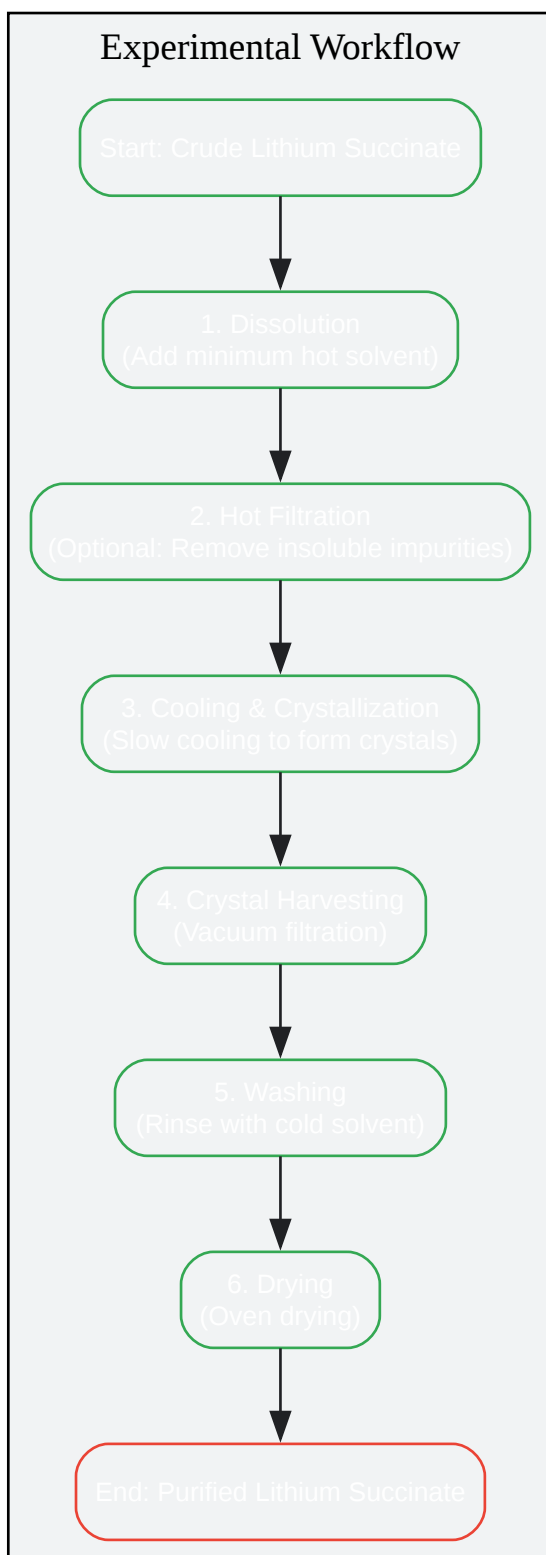 Experimental Workflow
Start: Crude Lithium Succinate
1. Dissolution
(Add minimum hot solvent)
2. Hot Filtration
(Optional: Remove insoluble impurities)
3. Cooling & Crystallization
(Slow cooling to form crystals)
4. Crystal Harvesting
(Vacuum filtration)
5. Washing
(Rinse with cold solvent)
6. Drying
(Oven drying)
End: Purified Lithium Succinate